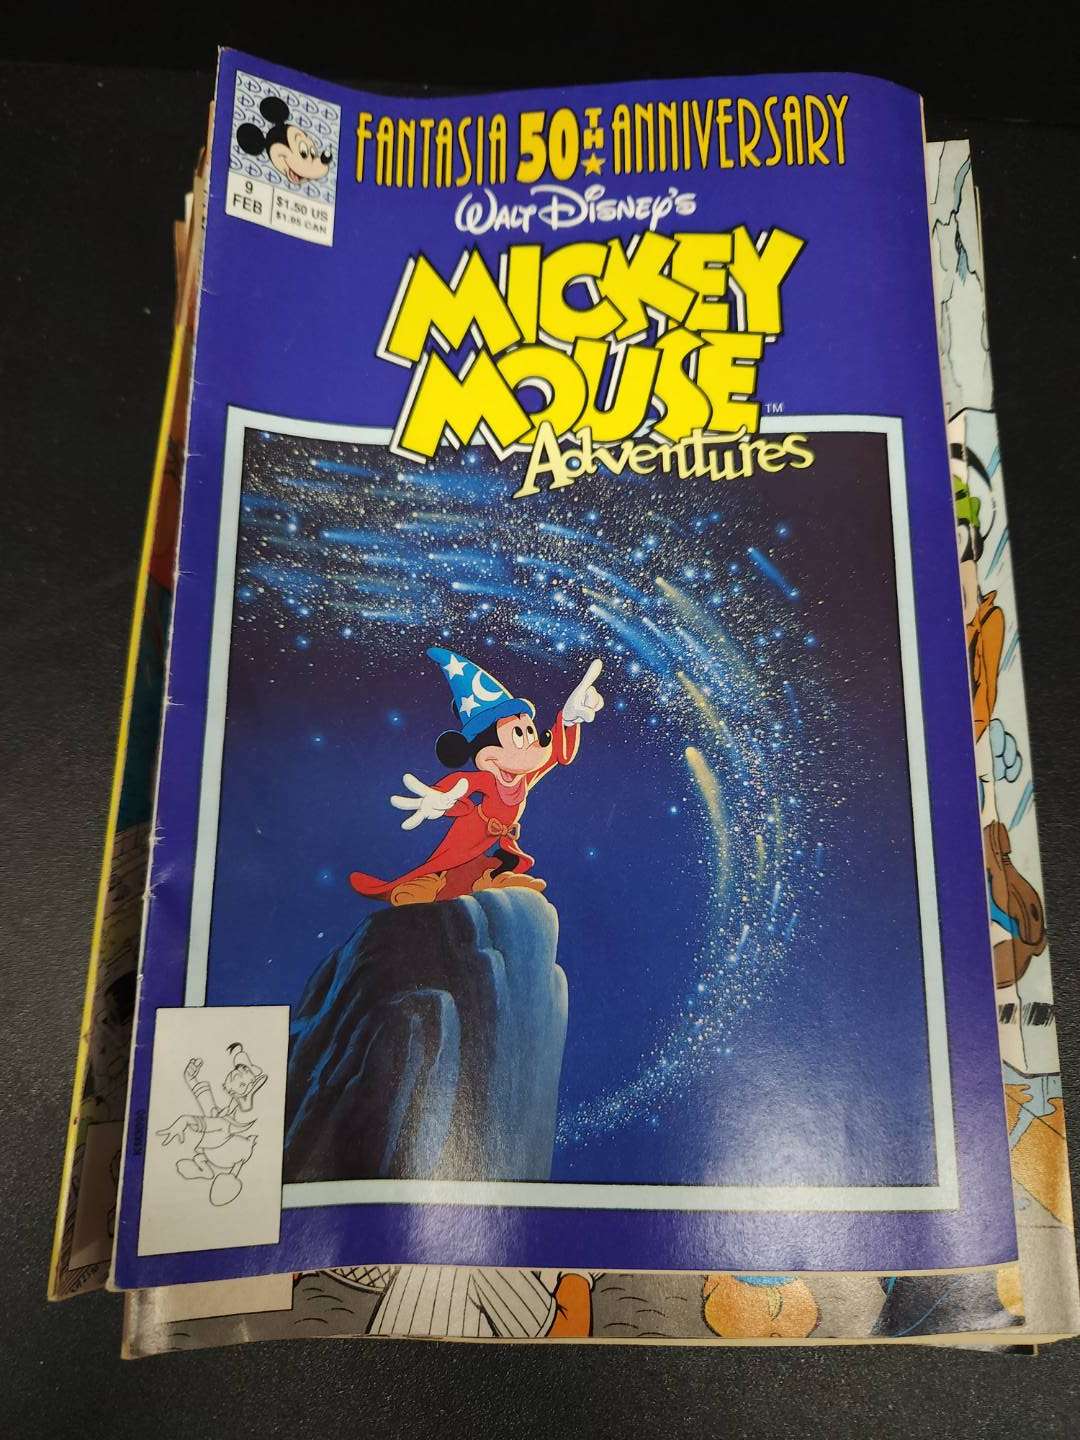 FANTASIA 50TH ANNIVERSARY
9
FEB
$1.50 US
$1.95 CAN
WALT DISNEY'S
MICKEY
MOUSE
TM
Adventures